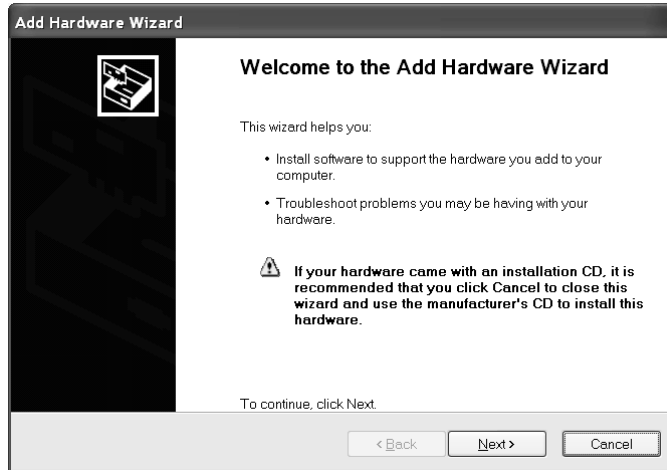 Add Hardware Wizard
Welcome to the Add Hardware Wizard
This wizard helps you:
• Install software to support the hardware you add to your
computer.
• Troubleshoot problems you may be having with your
hardware.
If your hardware came with an installation CD, it is
recommended that you click Cancel to close this
wizard and use the manufacturer's CD to install this
hardware.
To continue, click Next.
< Back Next > Cancel